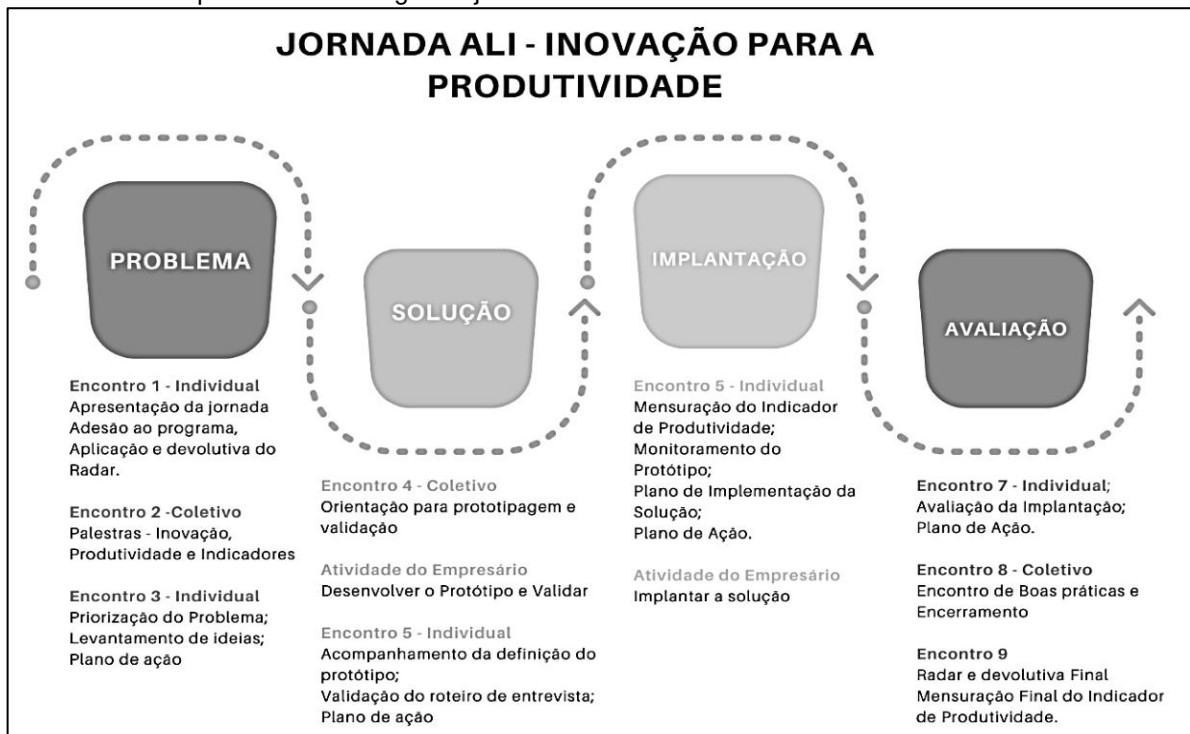 JORNADA ALI - INOVAÇÃO PARA A
PRODUTIVIDADE
PROBLEMA
Encontro 1 - Individual
Apresentação da jornada
Adesão ao programa,
Aplicação e devolutiva do
Radar.
Encontro 2 -Coletivo
Palestras - Inovação,
Produtividade e Indicadores
Encontro 3 - Individual
Priorização do Problema;
Levantamento de ideias;
Plano de ação
SOLUÇÃO
Encontro 4 - Coletivo
Orientação para prototipagem e
validação
Atividade do Empresário
Desenvolver o Protótipo e Validar
Encontro 5 - Individual
Acompanhamento da definição do
protótipo;
Validação do roteiro de entrevista;
Plano de ação
IMPLANTAÇÃO
Encontro 5 - Individual
Mensuração do Indicador
de Produtividade;
Monitoramento do
Protótipo;
Plano de Implementação da
Solução;
Plano de Ação.
Atividade do Empresário
Implantar a solução
AVALIAÇÃO
Encontro 7 - Individual;
Avaliação da Implantação;
Plano de Ação.
Encontro 8 - Coletivo
Encontro de Boas práticas e
Encerramento
Encontro 9
Radar e devolutiva Final
Mensuração Final do Indicador
de Produtividade.